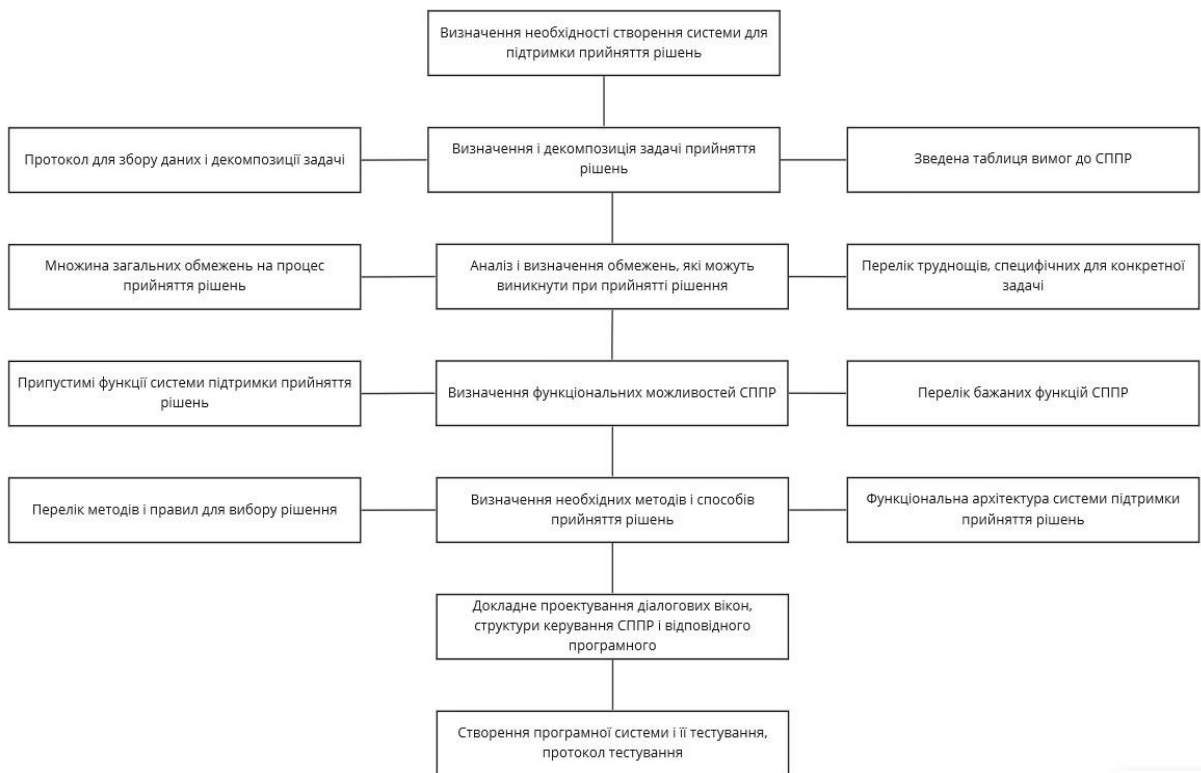 Визначення необхідності створення системи для
підтримки прийняття рішень
Протокол для збору даних і декомпозиції задачі
Визначення і декомпозиція задачі прийняття
рішень
Зведена таблиця вимог до СППР
Множина загальних обмежень на процес
прийняття рішень
Аналіз і визначення обмежень, які можуть
виникнути при прийнятті рішення
Перелік труднощів, специфічних для конкретної
задачі
Припустимі функції системи підтримки прийняття
рішень
Визначення функціональних можливостей СППР
Перелік бажаних функцій СППР
Перелік методів і правил для вибору рішення
Визначення необхідних методів і способів
прийняття рішень
Функціональна архітектура системи підтримки
прийняття рішень
Докладне проектування діалогових вікон,
структури керування СППР і відповідного
програмного
Створення програмної системи і її тестування,
протокол тестування